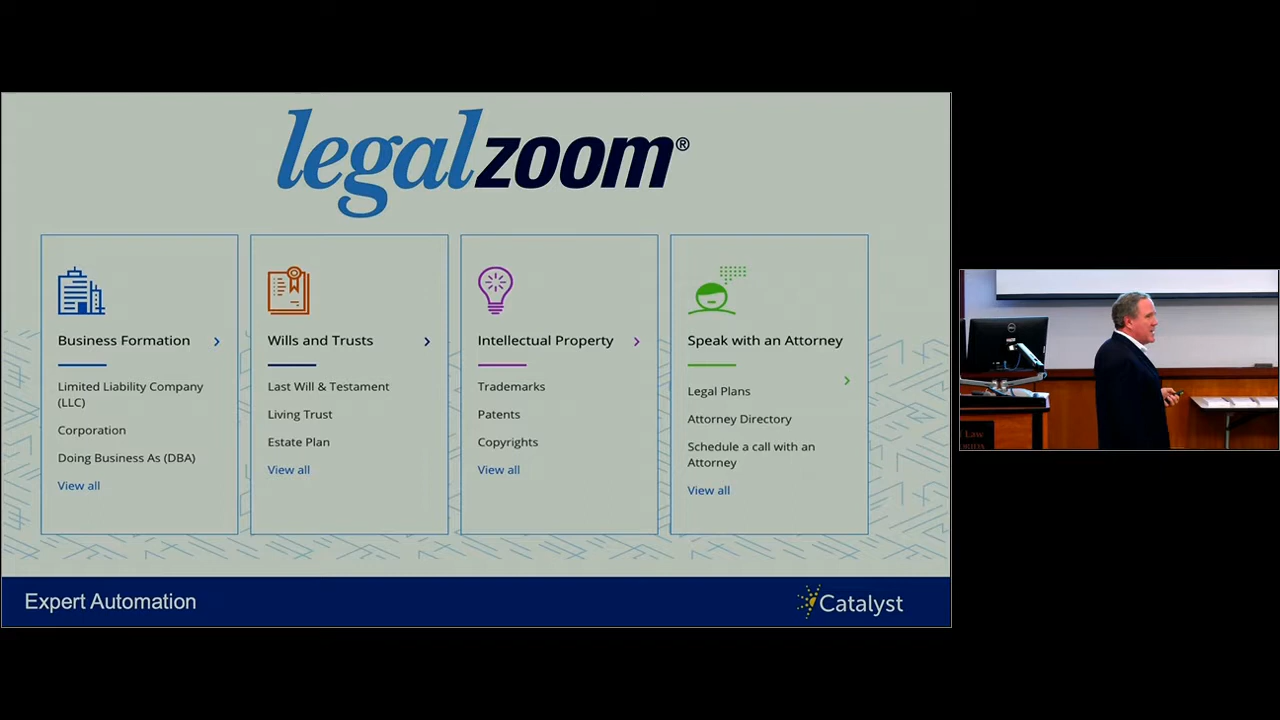 legalzoom®
Business Formation
Limited Liability Company
(LLC)
Corporation
Doing Business As (DBA)
View all
Wills and Trusts
Last Will & Testament
Living Trust
Estate Plan
View all
Intellectual Property
Trademarks
Patents
Copyrights
View all
Speak with an Attorney
Legal Plans
Attorney Directory
Schedule a call with an
Attorney
View all
Expert Automation
Catalyst
DELL
Law